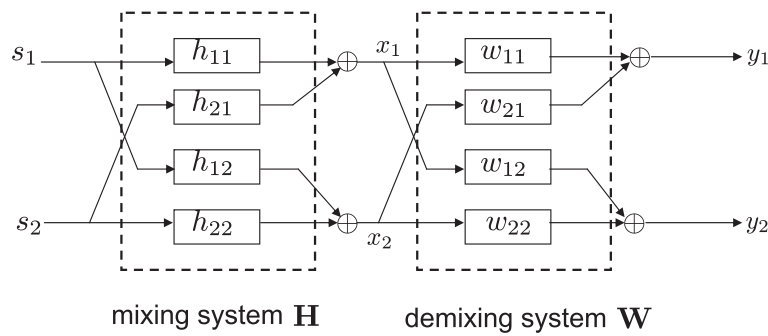 s₁ h₁₁ x₁ w₁₁ y₁
h₂₁ w₂₁
h₁₂ w₁₂
s₂ h₂₂ x₂ w₂₂ y₂
mixing system H demixing system W